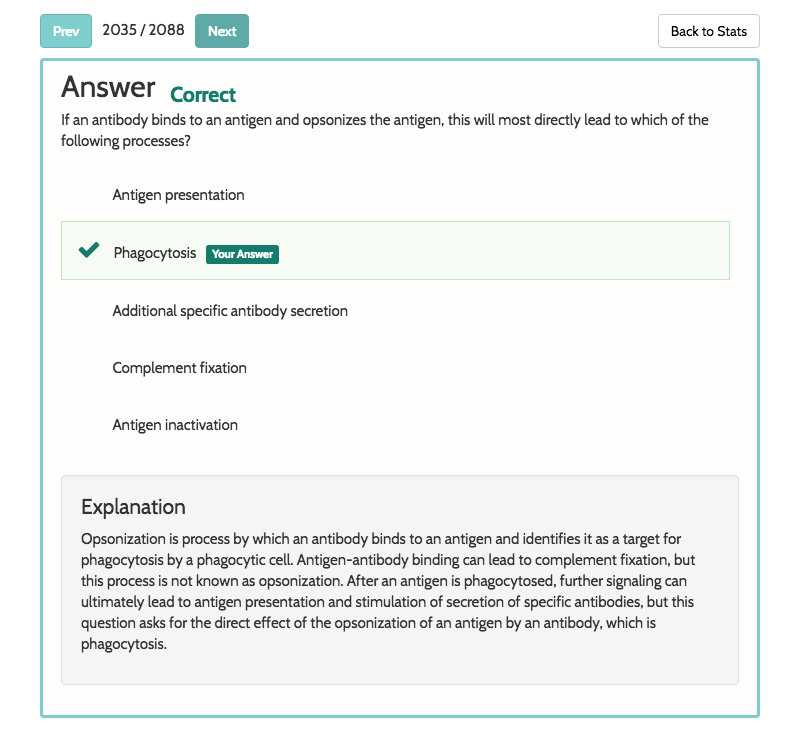 Prev 2035 / 2088 Next Back to Stats
Answer Correct
If an antibody binds to an antigen and opsonizes the antigen, this will most directly lead to which of the
following processes?
Antigen presentation
Phagocytosis Your Answer
Additional specific antibody secretion
Complement fixation
Antigen inactivation
Explanation
Opsonization is process by which an antibody binds to an antigen and identifies it as a target for
phagocytosis by a phagocytic cell. Antigen-antibody binding can lead to complement fixation, but
this process is not known as opsonization. After an antigen is phagocytosed, further signaling can
ultimately lead to antigen presentation and stimulation of secretion of specific antibodies, but this
question asks for the direct effect of the opsonization of an antigen by an antibody, which is
phagocytosis.